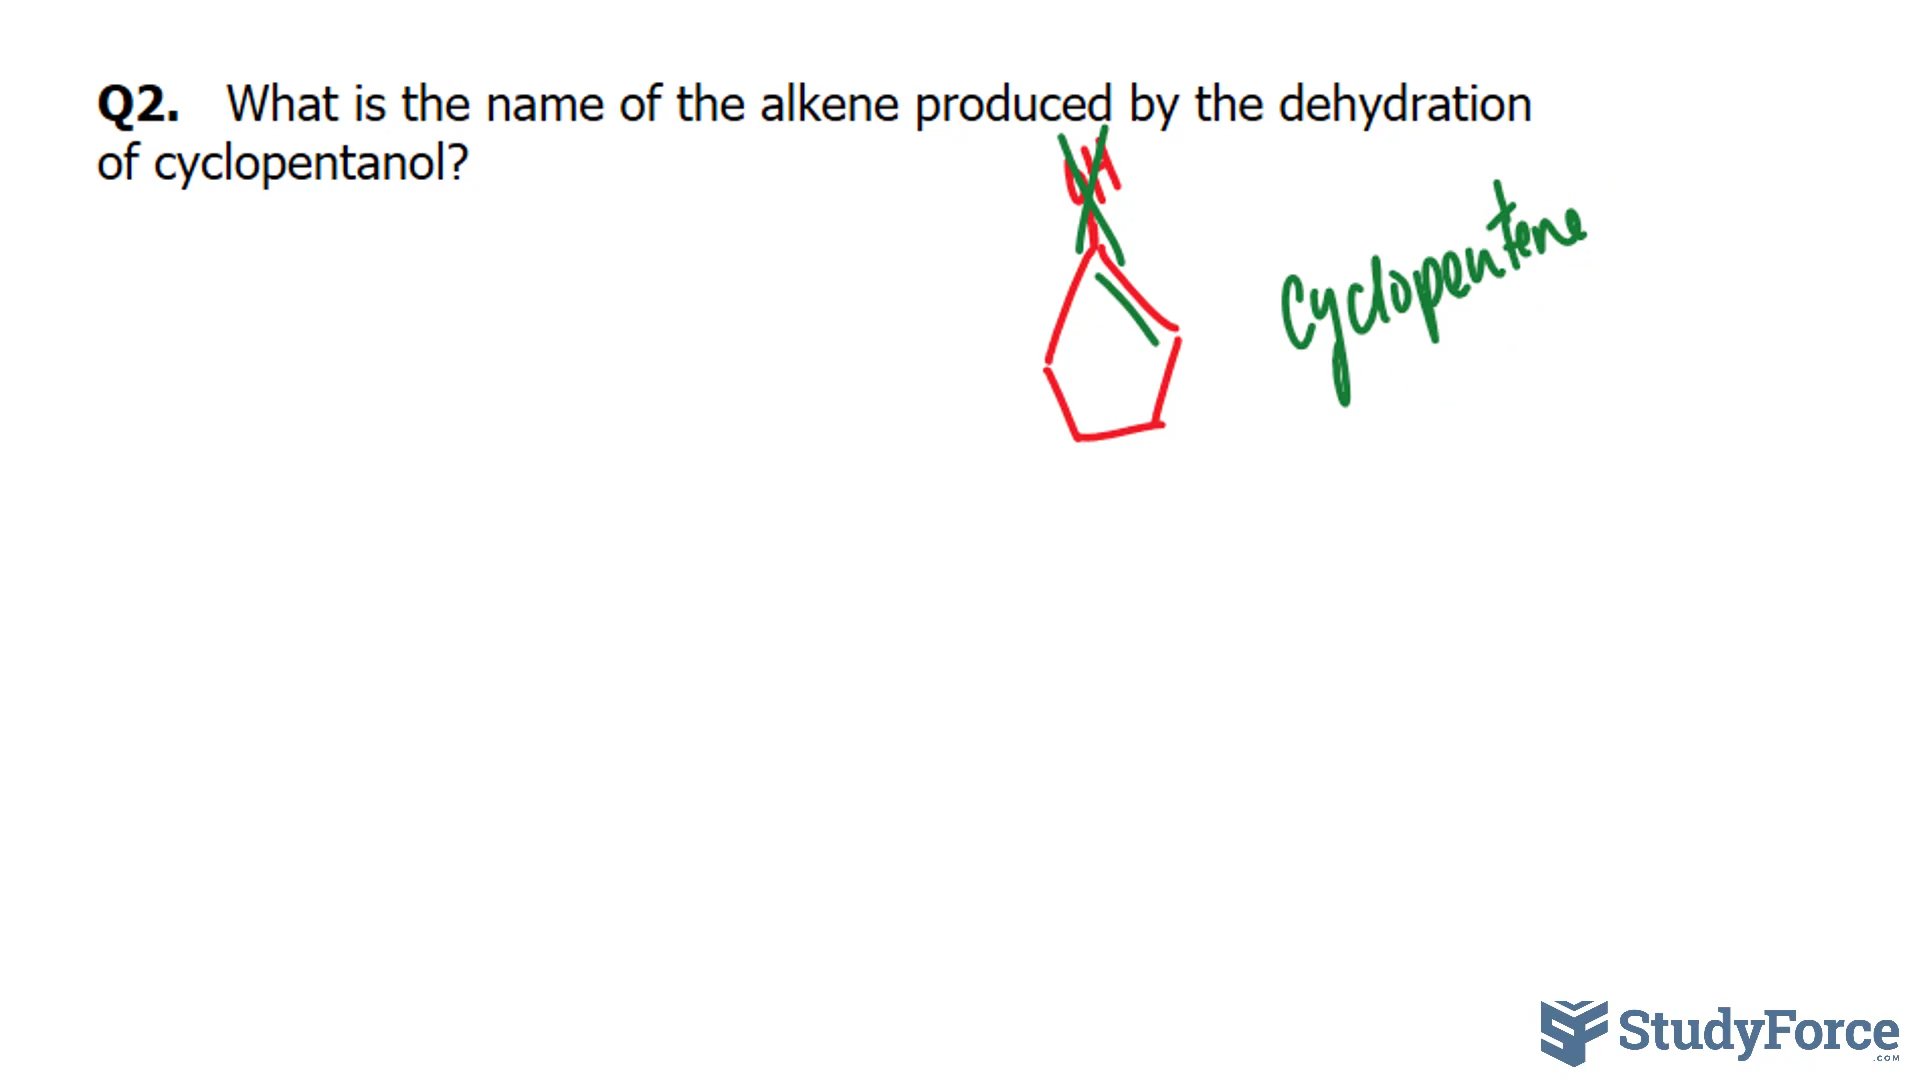 Q2. What is the name of the alkene produced by the dehydration
of cyclopentanol?
OH
Cyclopentene
StudyForce
.COM